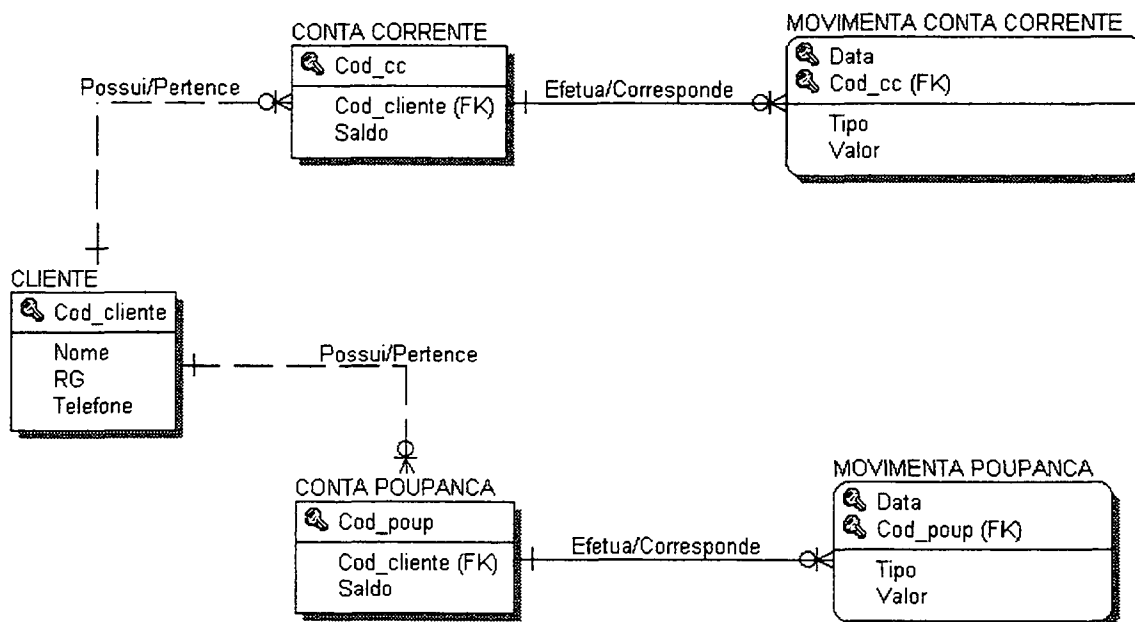 CONTA CORRENTE
Cod_cc
Cod_cliente (FK)
Saldo
Possui/Pertence
Efetua/Corresponde
MOVIMENTA CONTA CORRENTE
Data
Cod_cc (FK)
Tipo
Valor
CLIENTE
Cod_cliente
Nome
RG
Telefone
Possui/Pertence
CONTA POUPANCA
Cod_poup
Cod_cliente (FK)
Saldo
Efetua/Corresponde
MOVIMENTA POUPANCA
Data
Cod_poup (FK)
Tipo
Valor